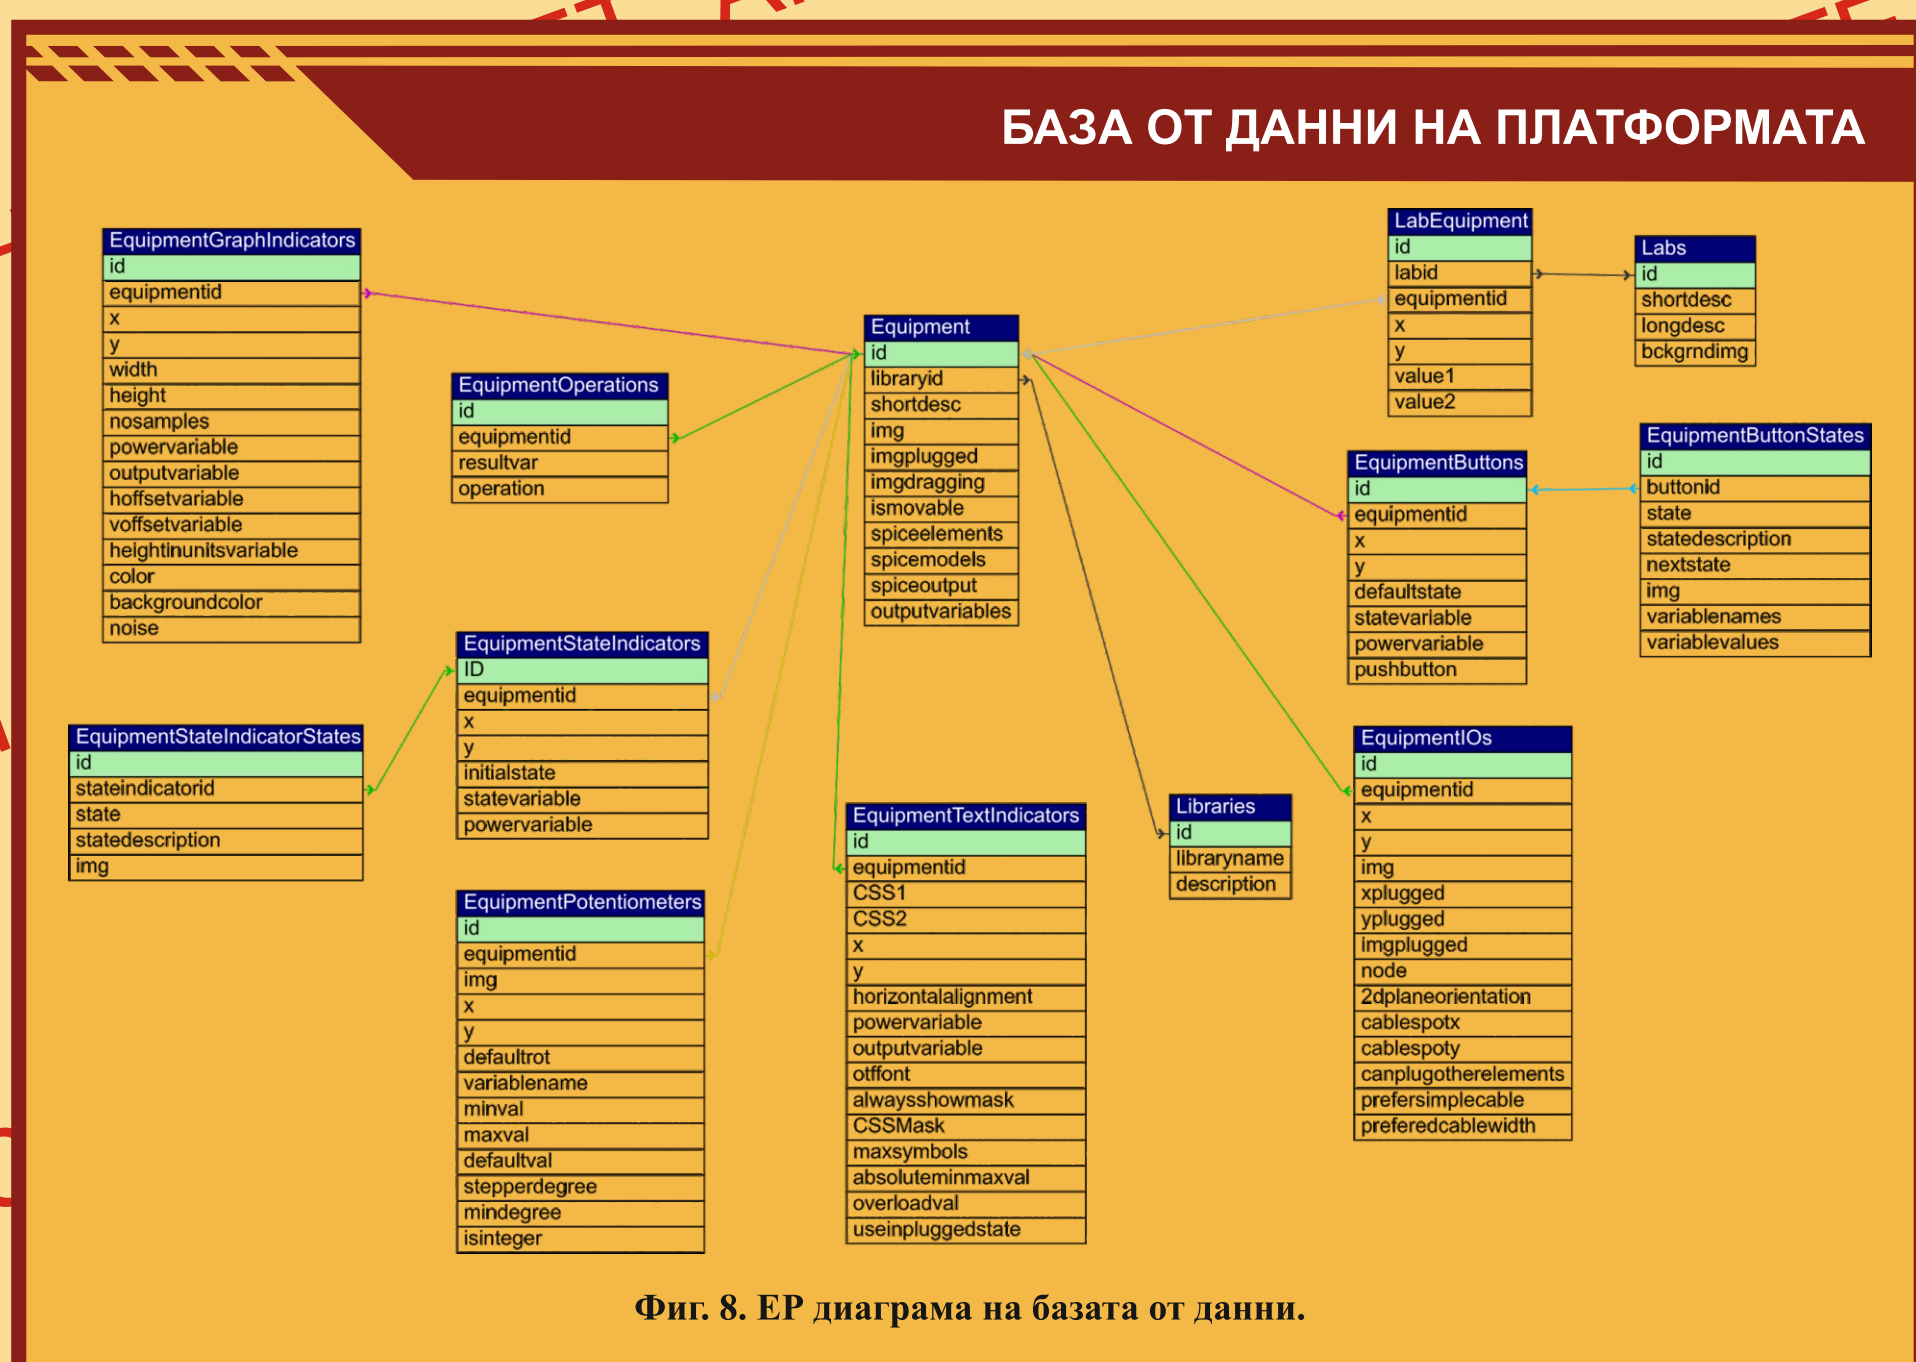 БАЗА ОТ ДАННИ НА ПЛАТФОРМАТА
EquipmentGraphIndicators
id
equipmentid
x
y
width
height
nosamples
powervariable
outputvariable
hoffsetvariable
voffsetvariable
heightinunitsvariable
color
backgroundcolor
noise
EquipmentOperations
id
equipmentid
resultvar
operation
Equipment
id
libraryid
shortdesc
img
imgplugged
imgdragging
ismovable
spiceelements
spicemodels
spiceoutput
outputvariables
LabEquipment
id
labid
equipmentid
x
y
value1
value2
Labs
id
shortdesc
longdesc
bckgrndimg
EquipmentButtons
id
equipmentid
x
y
defaultstate
statevariable
powervariable
pushbutton
EquipmentButtonStates
id
buttonid
state
statedescription
nextstate
img
variablenames
variablevalues
EquipmentStateIndicatorStates
id
stateindicatorid
state
statedescription
img
EquipmentStateIndicators
ID
equipmentid
x
y
initialstate
statevariable
powervariable
EquipmentPotentiometers
id
equipmentid
img
x
y
defaultrot
variablename
minval
maxval
defaultval
stepperdegree
mindegree
isinteger
EquipmentTextIndicators
id
equipmentid
CSS1
CSS2
x
y
horizontalalignment
powervariable
outputvariable
otffont
alwaysshowmask
CSSMask
maxsymbols
absoluteminmaxval
overloadval
useinpluggedstate
Libraries
id
libraryname
description
EquipmentIOs
id
equipmentid
x
y
img
xplugged
yplugged
imgplugged
node
2dplaneorientation
cablespotx
cablespoty
canplugotherelements
prefersimplecable
preferedcablewidth
Фиг. 8. ЕР диаграма на базата от данни.